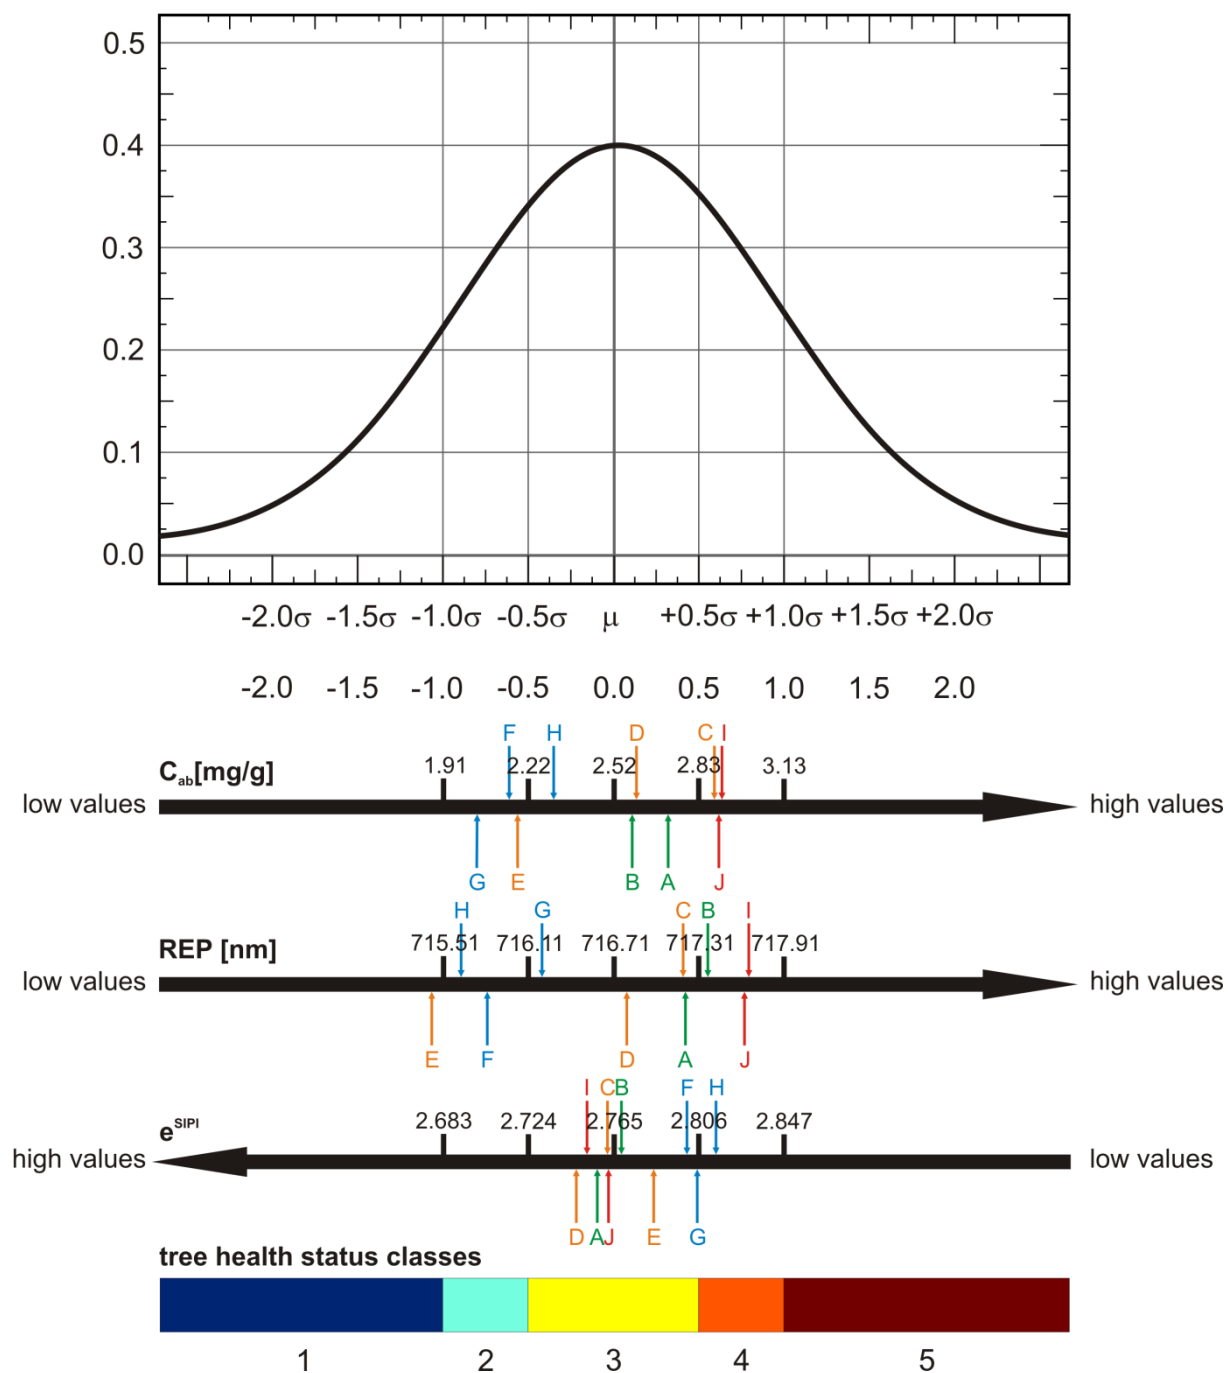 0.5
0.4
0.3
0.2
0.1
0.0
-2.0σ -1.5σ -1.0σ -0.5σ μ +0.5σ +1.0σ +1.5σ +2.0σ
-2.0 -1.5 -1.0 -0.5 0.0 0.5 1.0 1.5 2.0
F H D C I
Cab[mg/g] 1.91 2.22 2.52 2.83 3.13
low values high values
G E B A J
H G C B I
REP [nm] 715.51 716.11 716.71 717.31 717.91
low values high values
E F D A J
I C B F H
eSIPI 2.683 2.724 2.765 2.806 2.847
high values low values
D A J E G
tree health status classes
1 2 3 4 5